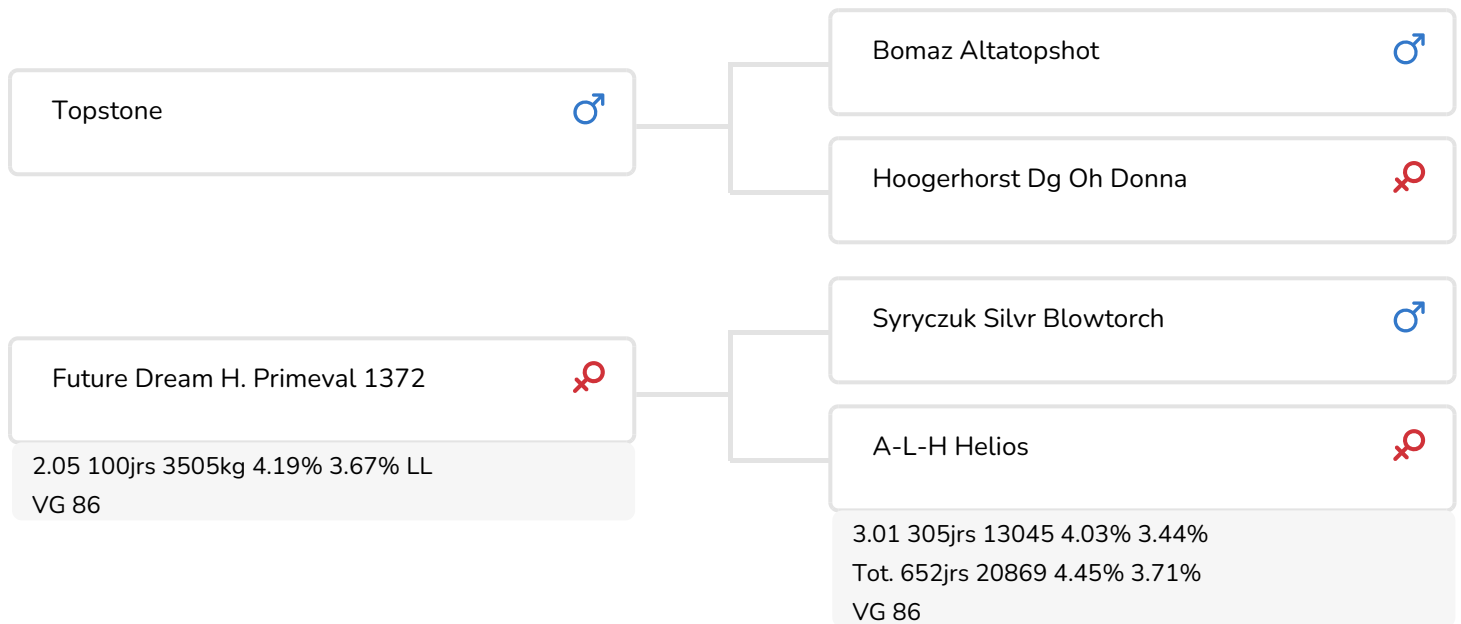 Topstone
Bomaz Altatopshot
Hoogerhorst Dg Oh Donna
Future Dream H. Primeval 1372
2.05 100jrs 3505kg 4.19% 3.67% LL
VG 86
Syryczuk Silvr Blowtorch
A-L-H Helios
3.01 305jrs 13045 4.03% 3.44%
Tot. 652jrs 20869 4.45% 3.71%
VG 86